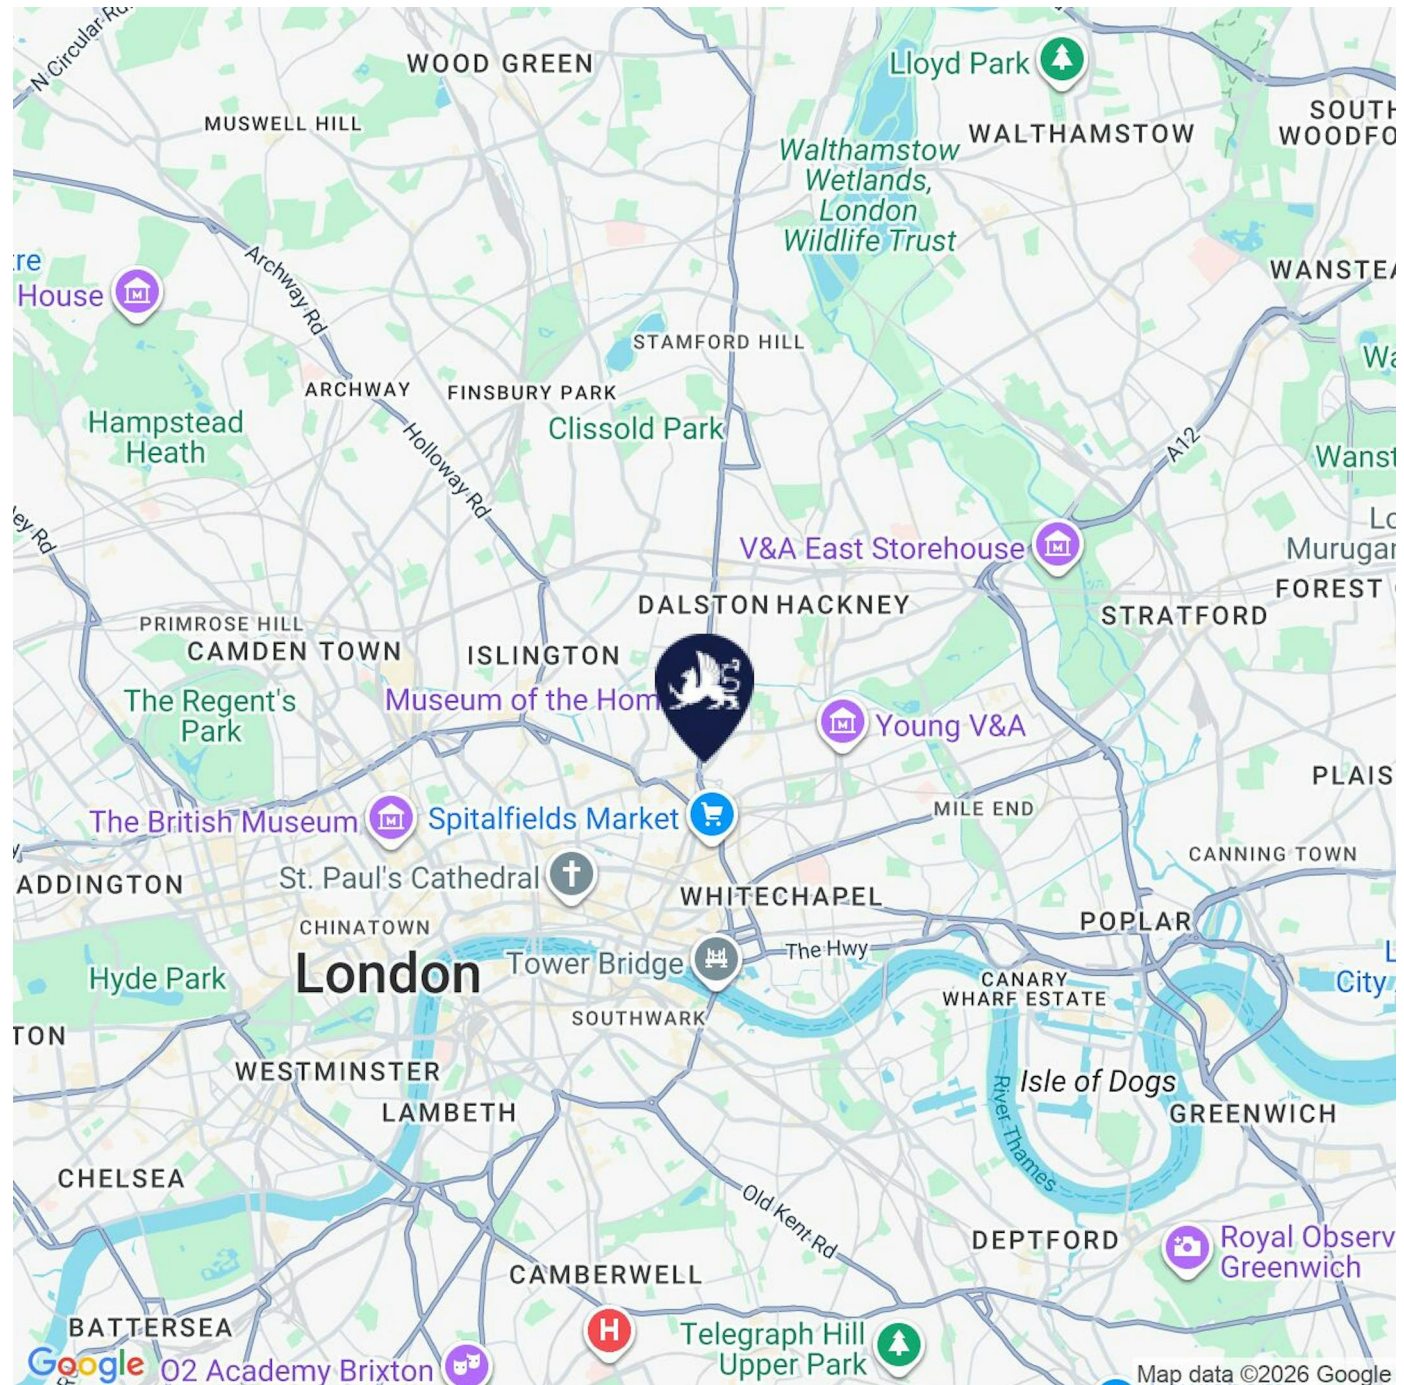 N Circular Rd
WOOD GREEN
Lloyd Park
MUSWELL HILL
WALTHAMSTOW
SOUTH
WOODFO
Walthamstow
Wetlands,
London
Wildlife Trust
tre
House
Archway Rd
WANSTEA
STAMFORD HILL
ARCHWAY
FINSBURY PARK
Wa
Hampstead
Heath
Clissold Park
Holloway Rd
A12
Wanst
ley Rd
V&A East Storehouse
Lo
Murugan
FOREST
DALSTON
HACKNEY
STRATFORD
PRIMROSE HILL
CAMDEN TOWN
ISLINGTON
The Regent's
Park
Museum of the Hom
Young V&A
PLAIS
The British Museum
Spitalfields Market
MILE END
ADDINGTON
St. Paul's Cathedral
WHITECHAPEL
CANNING TOWN
CHINATOWN
POPLAR
London
Hyde Park
Tower Bridge
The Hwy
CANARY
WHARF ESTATE
L
City
TON
SOUTHWARK
WESTMINSTER
LAMBETH
Isle of Dogs
River Thames
GREENWICH
CHELSEA
Old Kent Rd
DEPTFORD
Royal Observ
Greenwich
CAMBERWELL
BATTERSEA
H
Telegraph Hill
Upper Park
Google
O2 Academy Brixton
Map data ©2026 Google